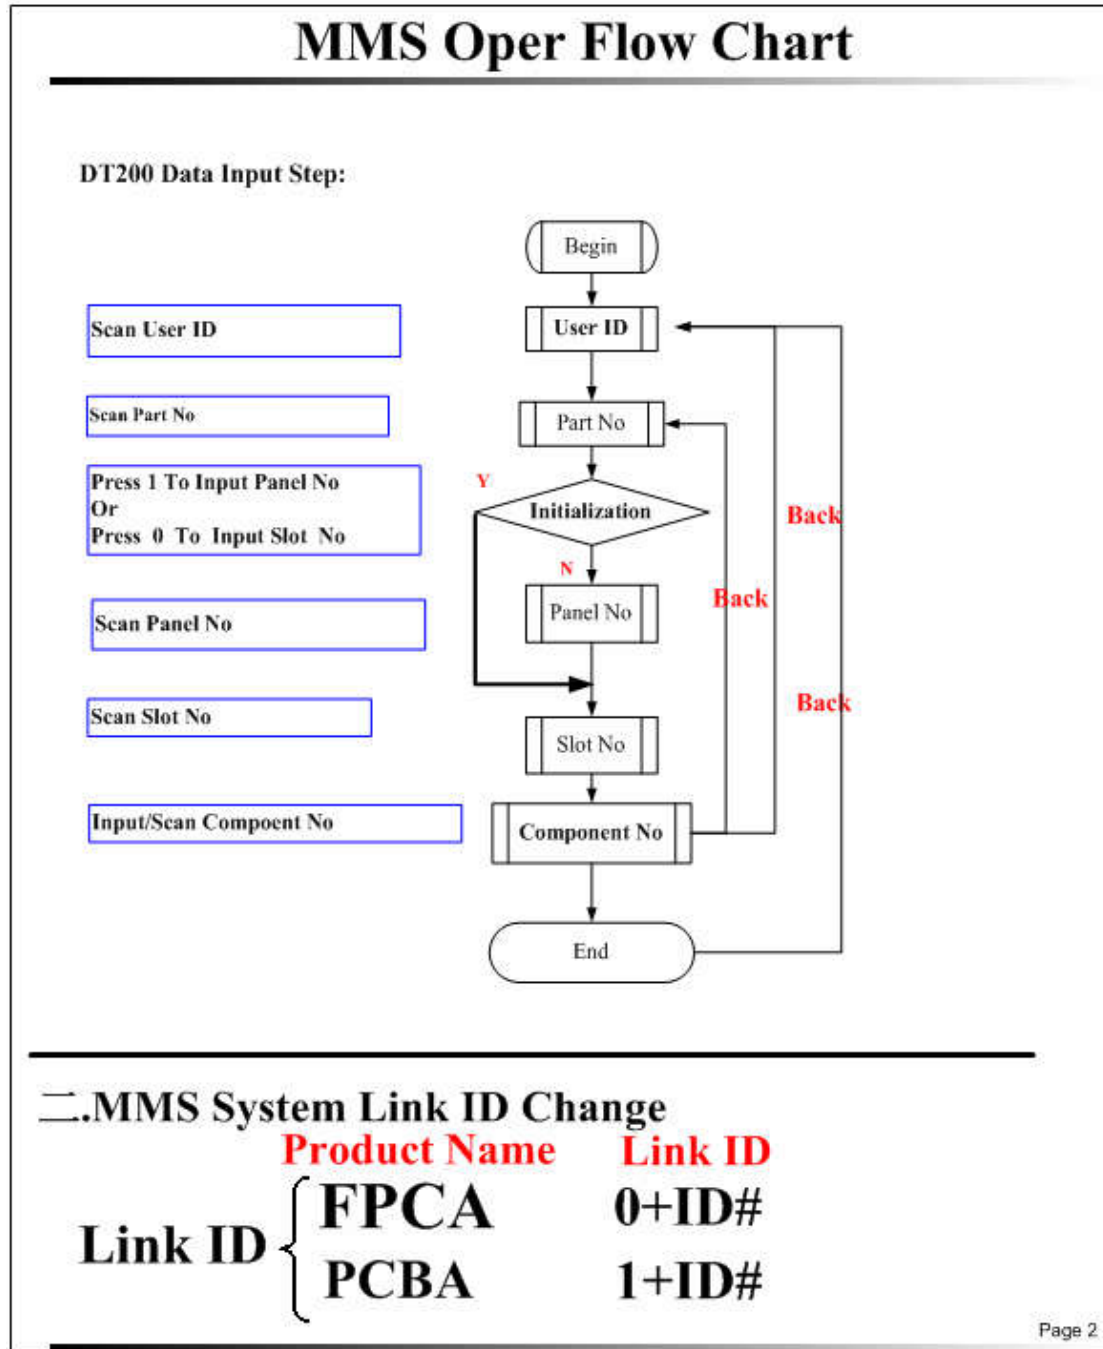 MMS Oper Flow Chart
DT200 Data Input Step:
Begin
Scan User ID
User ID
Scan Part No
Part No
Press 1 To Input Panel No
Or
Press 0 To Input Slot No
Y
Initialization
Back
N
Back
Scan Panel No
Panel No
Back
Scan Slot No
Slot No
Input/Scan Compoent No
Component No
End
二.MMS System Link ID Change
Product Name Link ID
Link ID
FPCA 0+ID#
PCBA 1+ID#
Page 2